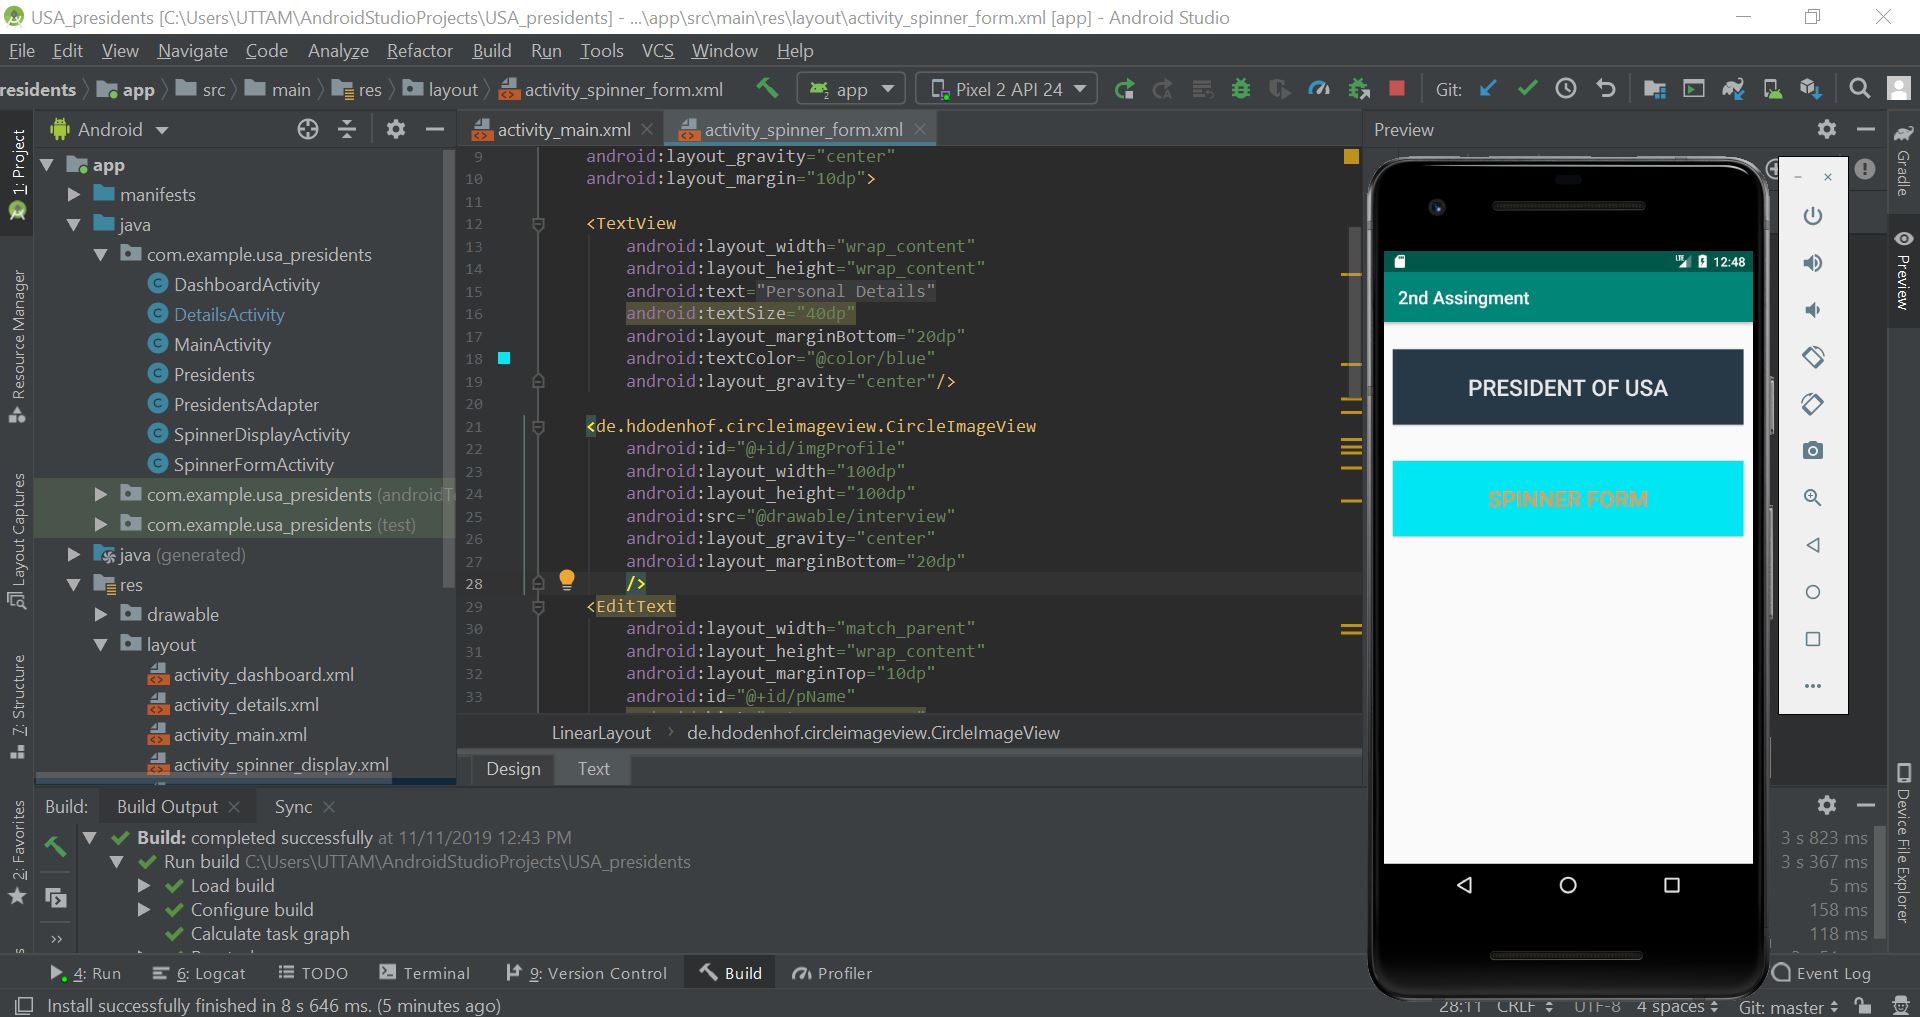 USA_presidents [C:\Users\UTTAM\AndroidStudioProjects\USA_presidents] - ...\app\src\main\res\layout\activity_spinner_form.xml [app] - Android Studio
File Edit View Navigate Code Analyze Refactor Build Run Tools VCS Window Help
residents app src main res layout activity_spinner_form.xml app Pixel 2 API 24 Git:
Android
activity_main.xml activity_spinner_form.xml
Preview
1: Project
Resource Manager
Layout Captures
7: Structure
2: Favorites
app
manifests
java
com.example.usa_presidents
DashboardActivity
DetailsActivity
MainActivity
Presidents
PresidentsAdapter
SpinnerDisplayActivity
SpinnerFormActivity
com.example.usa_presidents (androidTe
com.example.usa_presidents (test)
java (generated)
res
drawable
layout
activity_dashboard.xml
activity_details.xml
activity_main.xml
activity_spinner_display.xml
9 android:layout_gravity="center"
10 android:layout_margin="10dp">
11
12 <TextView
13 android:layout_width="wrap_content"
14 android:layout_height="wrap_content"
15 android:text="Personal Details"
16 android:textSize="40dp"
17 android:layout_marginBottom="20dp"
18 android:textColor="@color/blue"
19 android:layout_gravity="center"/>
20
21 <de.hdodenhof.circleimageview.CircleImageView
22 android:id="@+id/imgProfile"
23 android:layout_width="100dp"
24 android:layout_height="100dp"
25 android:src="@drawable/interview"
26 android:layout_gravity="center"
27 android:layout_marginBottom="20dp"
28 />
29 <EditText
30 android:layout_width="match_parent"
31 android:layout_height="wrap_content"
32 android:layout_marginTop="10dp"
33 android:id="@+id/pName"
LinearLayout de.hdodenhof.circleimageview.CircleImageView
Design Text
LTE 12:48
2nd Assingment
PRESIDENT OF USA
SPINNER FORM
Gradle
Preview
Device File Explorer
Build: Build Output Sync
Build: completed successfully at 11/11/2019 12:43 PM 3 s 823 ms
Run build C:\Users\UTTAM\AndroidStudioProjects\USA_presidents 3 s 367 ms
Load build 5 ms
Configure build 158 ms
Calculate task graph 118 ms
4: Run 6: Logcat TODO Terminal 9: Version Control Build Profiler Event Log
Install successfully finished in 8 s 646 ms. (5 minutes ago) 28:11 CRLF UTF-8 4 spaces Git: master